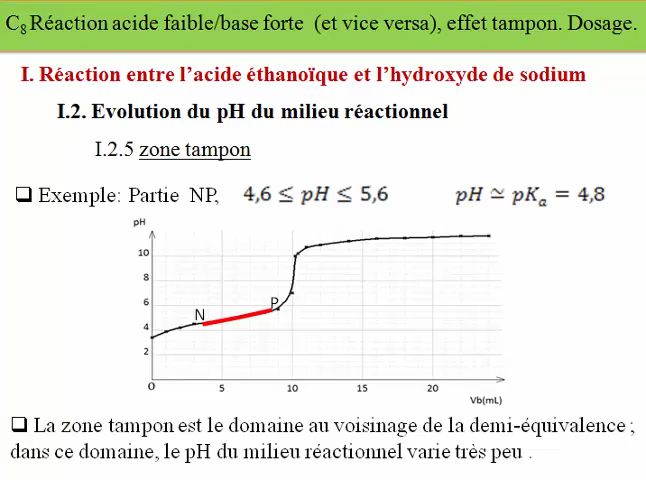 C₈ Réaction acide faible/base forte (et vice versa), effet tampon. Dosage.
I. Réaction entre l’acide éthanoïque et l’hydroxyde de sodium
I.2. Evolution du pH du milieu réactionnel
I.2.5 zone tampon
❑ Exemple: Partie NP, 4,6 ≤ pH ≤ 5,6 pH ≃ pKₐ = 4,8
pH
10
8
6
4
2
N
P
O 5 10 15 20
Vb(mL)
❑ La zone tampon est le domaine au voisinage de la demi-équivalence ;
dans ce domaine, le pH du milieu réactionnel varie très peu .